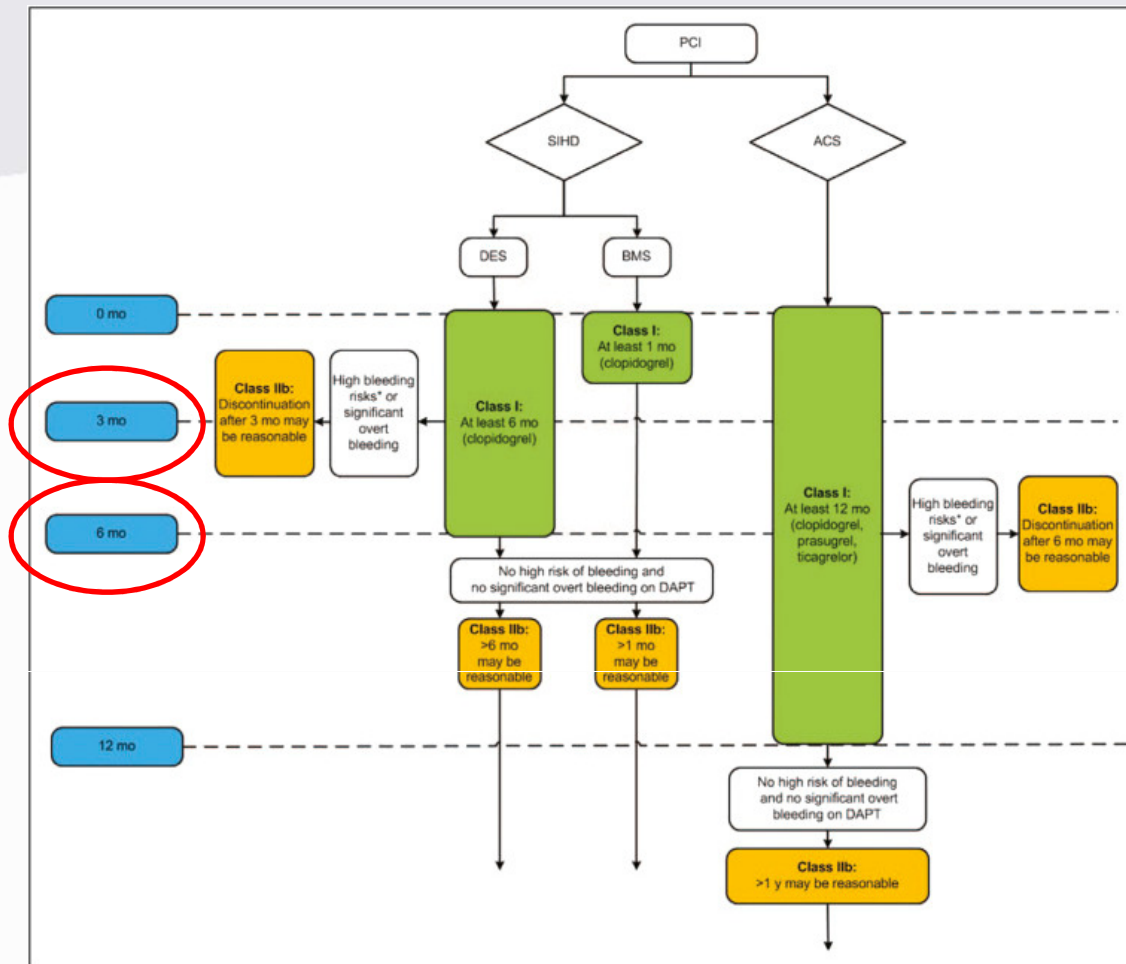 PCI
SIHD
ACS
DES
BMS
0 mo
Class I:
At least 1 mo
(clopidogrel)
Class IIb:
Discontinuation
after 3 mo may
be reasonable
High bleeding
risks* or
significant
overt
bleeding
3 mo
Class I:
At least 6 mo
(clopidogrel)
Class I:
At least 12 mo
(clopidogrel,
prasugrel,
ticagrelor)
High bleeding
risks* or
significant
overt
bleeding
Class IIb:
Discontinuation
after 6 mo may
be reasonable
6 mo
No high risk of bleeding and
no significant overt bleeding on DAPT
Class IIb:
>6 mo
may be
reasonable
Class IIb:
>1 mo
may be
reasonable
12 mo
No high risk of bleeding
and no significant overt
bleeding on DAPT
Class IIb:
>1 y may be reasonable